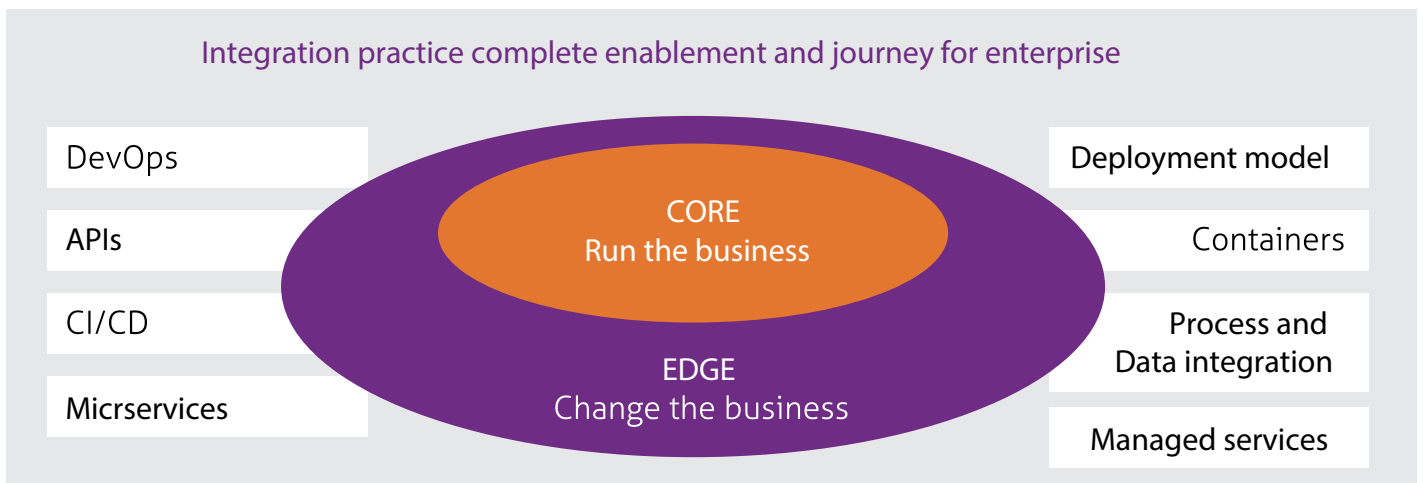 Integration practice complete enablement and journey for enterprise
DevOps
APIs
CI/CD
Micrservices
CORE
Run the business
EDGE
Change the business
Deployment model
Containers
Process and
Data integration
Managed services